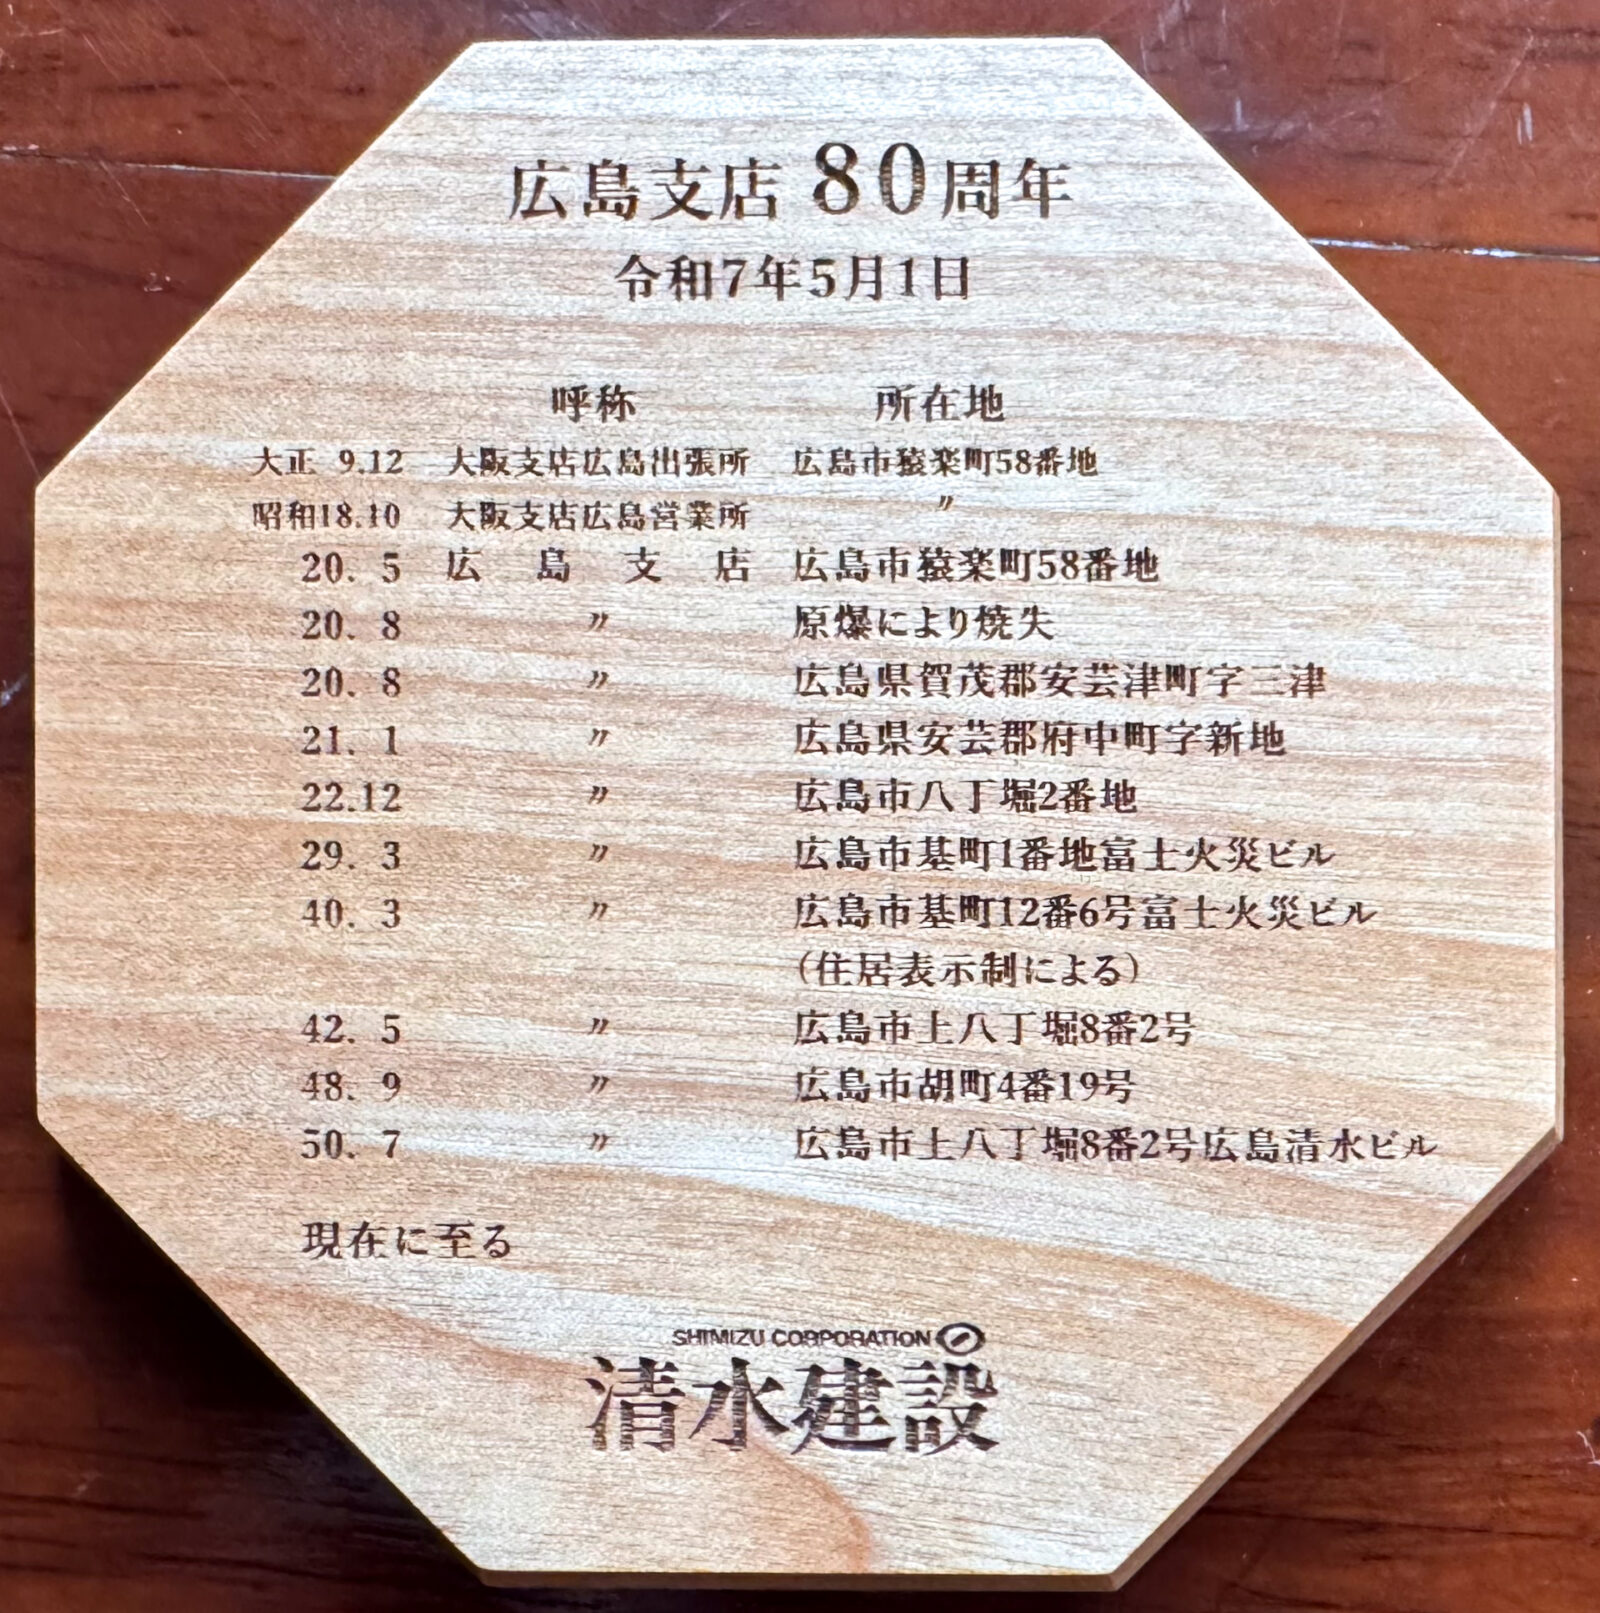 広島支店 80周年
令和7年5月1日
呼称 所在地
大正 9.12 大阪支店広島出張所 広島市猿楽町58番地
昭和18.10 大阪支店広島営業所 〃
20. 5 広島支店 広島市猿楽町58番地
20. 8 〃 原爆により焼失
20. 8 〃 広島県賀茂郡安芸津町字三津
21. 1 〃 広島県安芸郡府中町字新地
22.12 〃 広島市八丁堀2番地
29. 3 〃 広島市基町1番地富士火災ビル
40. 3 〃 広島市基町12番6号富士火災ビル
(住居表示制による)
42. 5 〃 広島市上八丁堀8番2号
48. 9 〃 広島市胡町4番19号
50. 7 〃 広島市上八丁堀8番2号広島清水ビル
現在に至る
SHIMIZU CORPORATION
清水建設